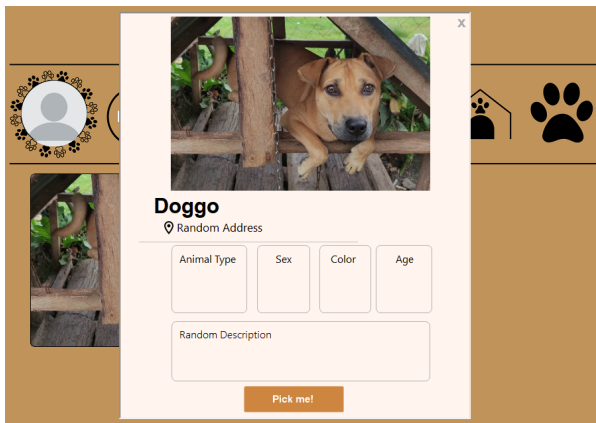 x
Doggo
Random Address
Animal Type Sex Color Age
Random Description
Pick me!